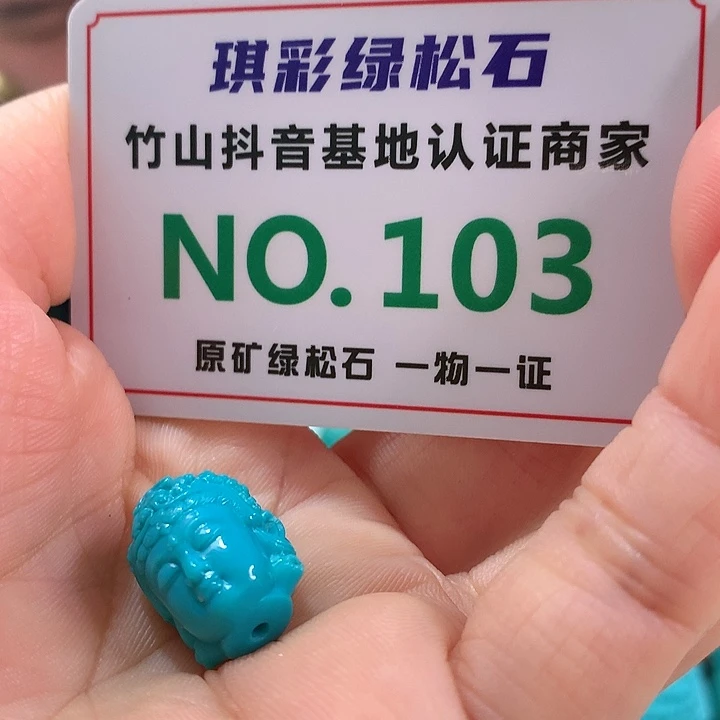 琪彩绿松石
竹山抖音基地认证商家
NO.103
原矿绿松石 一物一证